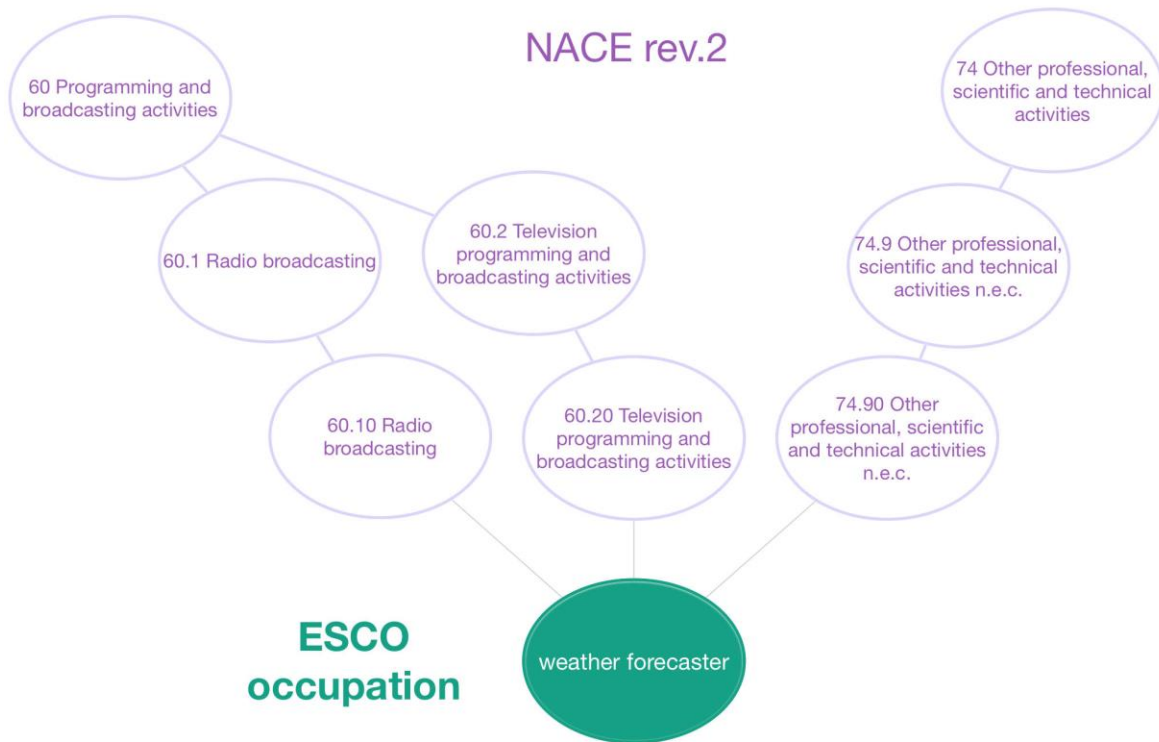 NACE rev.2
60 Programming and
broadcasting activities
74 Other professional,
scientific and technical
activities
60.1 Radio broadcasting
60.2 Television
programming and
broadcasting activities
74.9 Other professional,
scientific and technical
activities n.e.c.
60.10 Radio
broadcasting
60.20 Television
programming and
broadcasting activities
74.90 Other
professional, scientific
and technical activities
n.e.c.
ESCO
occupation
weather forecaster